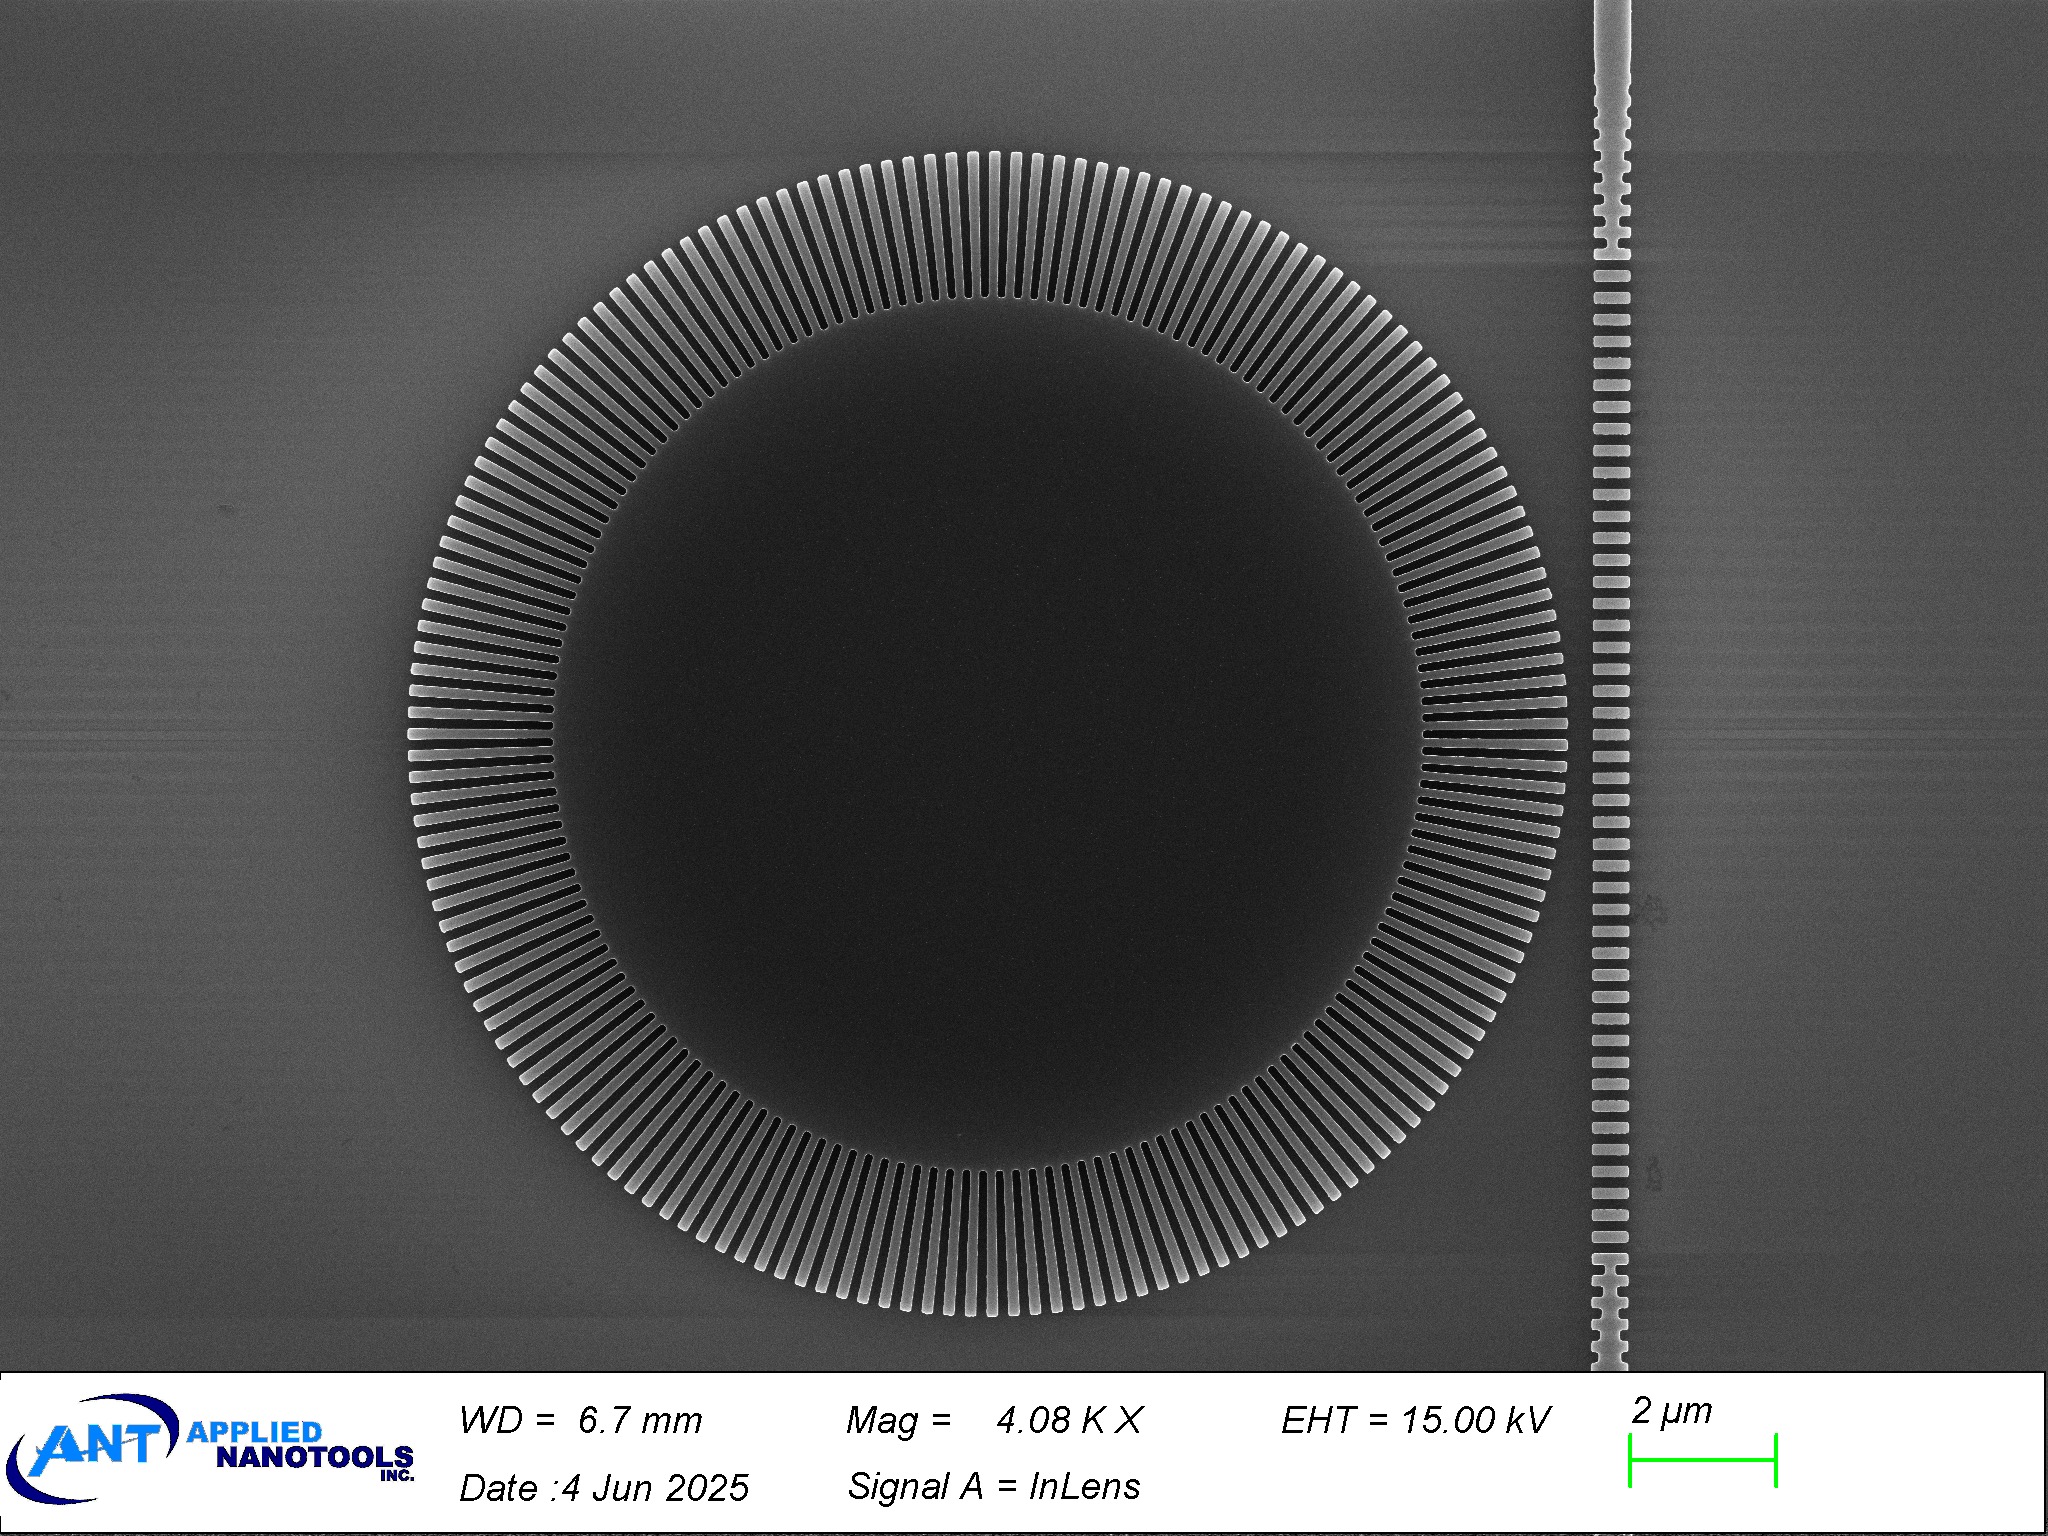 ANT APPLIED
NANOTOOLS
INC.
WD = 6.7 mm
Mag = 4.08 K X
EHT = 15.00 kV
2 µm
Date :4 Jun 2025
Signal A = InLens